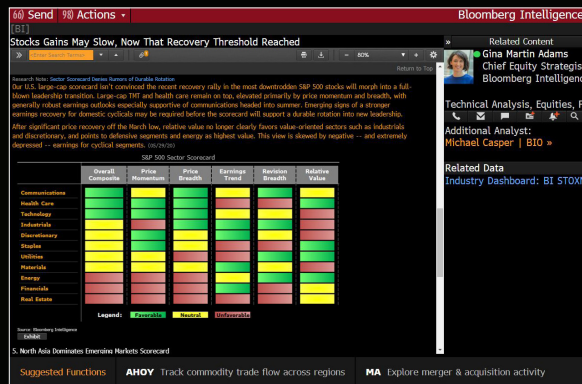 66) Send 98) Actions
Bloomberg Intelligence
[BI]
Stocks Gains May Slow, Now That Recovery Threshold Reached
60%
Return to Top
Research Note: Sector Scorecard Denies Rumors of Durable Rotation
Our U.S. large-cap scorecard isn't convinced the recent recovery rally in the most downtrodden S&P 500 stocks will morph into a full-
blown leadership transition. Large-cap TMT and health care remain on top, elevated primarily by price momentum and breadth, with
generally robust earnings outlooks especially supportive of communications headed into summer. Emerging signs of a stronger
earnings recovery for domestic cyclicals may be required before the scorecard will support a durable rotation into new leadership.
After significant price recovery off the March low, relative value no longer clearly favors value-oriented sectors such as industrials
and discretionary, and points to defensive segments and energy as highest value. This view is skewed by negative -- and extremely
depressed -- earnings for cyclical segments. (05/29/20)
S&P 500 Sector Scorecard
Overall Composite
Price Momentum
Price Breadth
Earnings Trend
Revision Breadth
Relative Value
Communications
Health Care
Technology
Industrials
Discretionary
Staples
Utilities
Materials
Energy
Financials
Real Estate
Legend: Favorable Neutral Unfavorable
Source: Bloomberg Intelligence
Exhibit
5. North Asia Dominates Emerging Markets Scorecard
Related Content
Gina Martin Adams
Chief Equity Strategis
Bloomberg Intelligenc
Technical Analysis, Equities, F
Additional Analyst:
Michael Casper | BIO »
Related Data
Industry Dashboard: BI STOXN
Suggested Functions AHOY Track commodity trade flow across regions MA Explore merger & acquisition activity